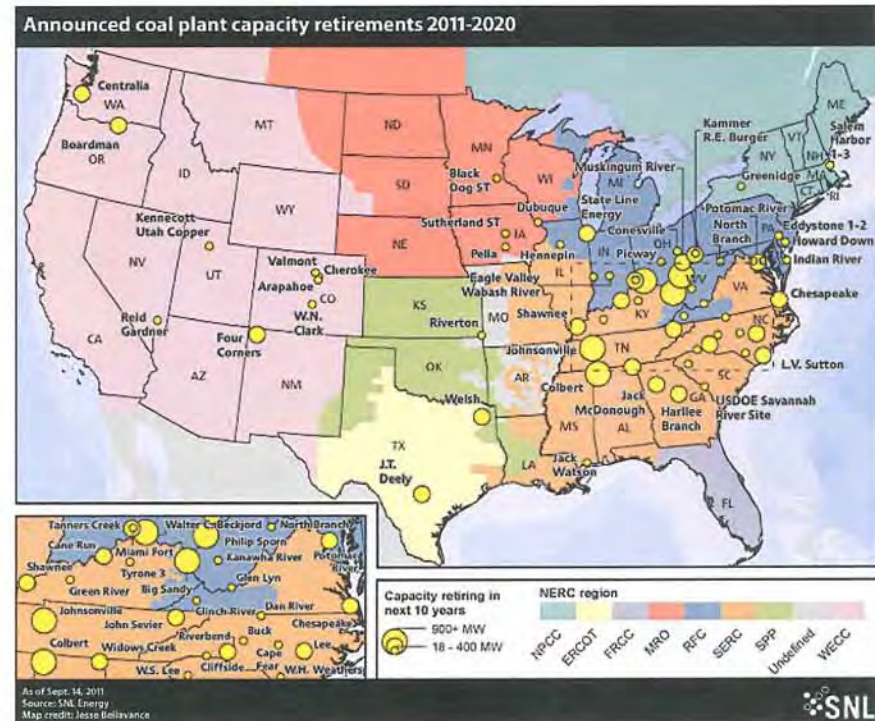 Announced coal plant capacity retirements 2011-2020
Centralia
WA
Boardman
OR
ID
MT
ND
MN
Black
Dog ST
WI
MI
Muskingum River
Kammer
R.E. Burger
ME
Salem
Harbor
1-3
VT
NH
NY
MA
CT
RI
Greenidge
Kennecott
Utah Copper
WY
SD
Dubuque
State Line
Energy
Conesville
Potomac River
North
Branch
PA
Eddystone 1-2
Howard Down
NV
UT
Valmont
Cherokee
Arapahoe
CO
W.N.
Clark
NE
Sutherland ST
IA
Pella
Hennepin
IN
OH
Picway
WV
Indian River
Eagle Valley
Wabash River
IL
VA
Chesapeake
CA
Reid
Gardner
Four
Corners
KS
Riverton
MO
Shawnee
KY
NC
AZ
NM
OK
AR
Johnsonville
TN
L.V. Sutton
Colbert
SC
Welsh
Jack
McDonough
GA
Harllee
Branch
USDOE Savannah
River Site
TX
J.T.
Deely
MS
AL
LA
Jack
Watson
FL
Tanners Creek
Walter C. Beckjord
North Branch
Cane Run
Miami Fort
Philip Sporn
Shawnee
Tyrone 3
Kanawha River
Potomac
River
Green River
Big Sandy
Glen Lyn
Johnsonville
John Sevier
Clinch River
Dan River
Chesapeake
Colbert
Widows Creek
Riverbend
Buck
Lee
W.S. Lee
Cliffside
Cape
Fear
W.H. Weathers
Capacity retiring in
next 10 years
900+ MW
18 - 400 MW
NERC region
NPCC
ERCOT
FRCC
MRO
RFC
SERC
SPP
Undefined
WECC
As of Sept. 14, 2011
Source: SNL Energy
Map credit: Jesse Bellavance
SNL